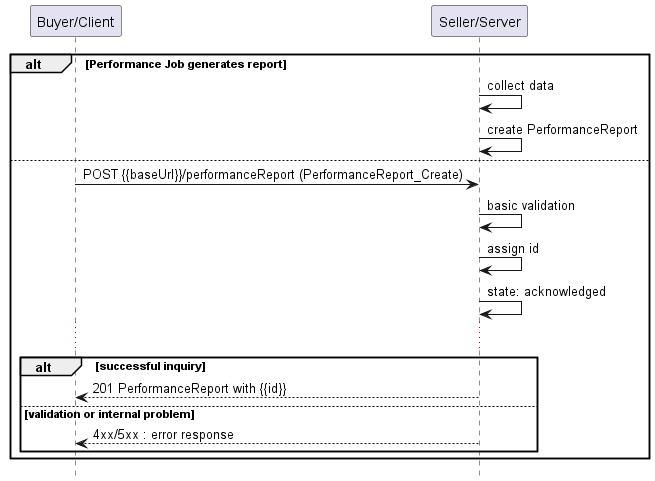 Buyer/Client
Seller/Server
alt
[Performance Job generates report]
collect data
create PerformanceReport
POST {{baseUrl}}/performanceReport (PerformanceReport_Create)
basic validation
assign id
state: acknowledged
alt
[successful inquiry]
201 PerformanceReport with {{id}}
[validation or internal problem]
4xx/5xx : error response